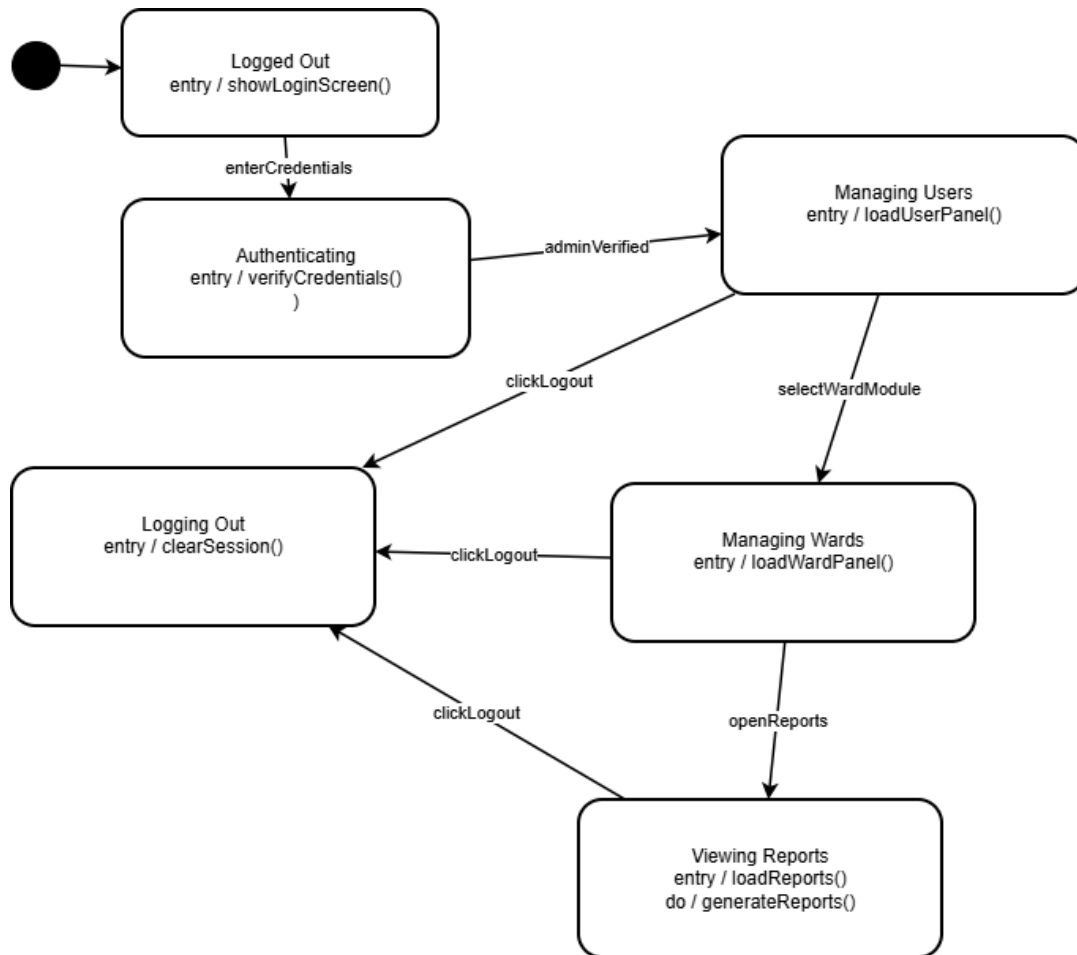 Logged Out
entry / showLoginScreen()
enterCredentials
Authenticating
entry / verifyCredentials()
)
adminVerified
Managing Users
entry / loadUserPanel()
clickLogout
selectWardModule
Logging Out
entry / clearSession()
clickLogout
Managing Wards
entry / loadWardPanel()
clickLogout
openReports
Viewing Reports
entry / loadReports()
do / generateReports()